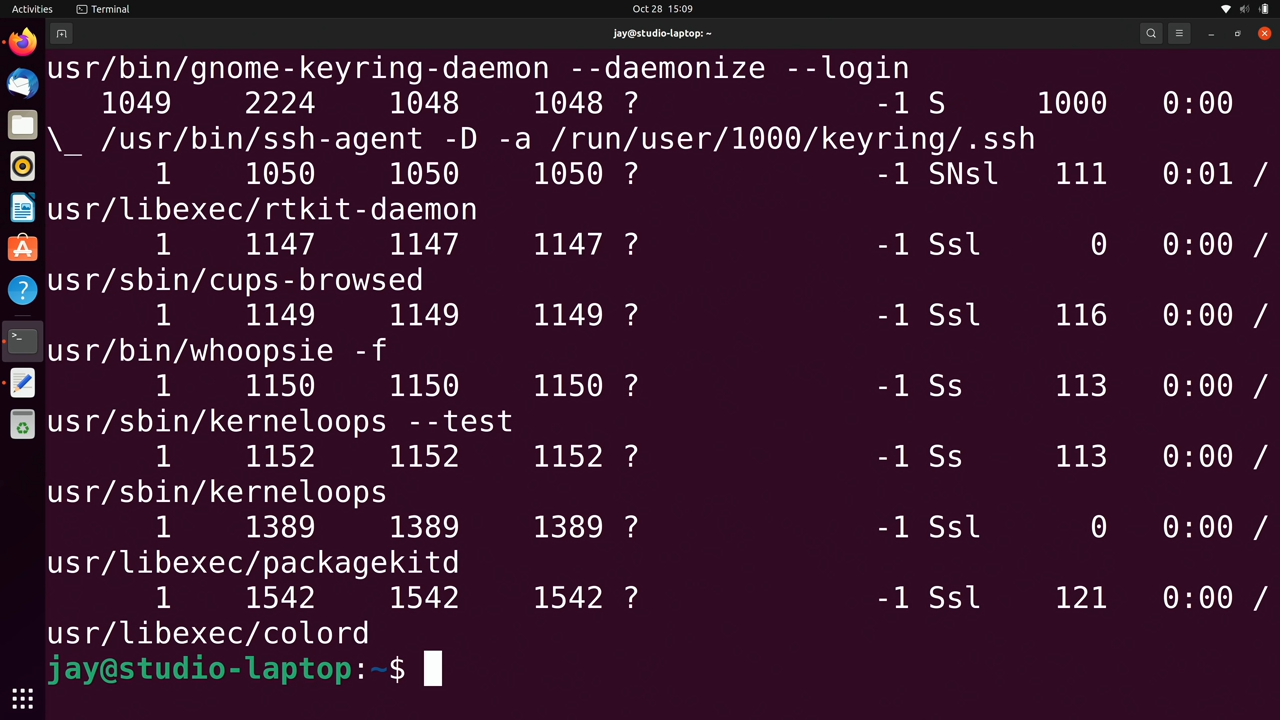 Activities Terminal Oct 28 15:09
jay@studio-laptop: ~
usr/bin/gnome-keyring-daemon --daemonize --login
1049 2224 1048 1048 ? -1 S 1000 0:00
\_ /usr/bin/ssh-agent -D -a /run/user/1000/keyring/.ssh
1 1050 1050 1050 ? -1 SNsl 111 0:01 /
usr/libexec/rtkit-daemon
1 1147 1147 1147 ? -1 Ssl 0 0:00 /
usr/sbin/cups-browsed
1 1149 1149 1149 ? -1 Ssl 116 0:00 /
usr/bin/whoopsie -f
1 1150 1150 1150 ? -1 Ss 113 0:00 /
usr/sbin/kerneloops --test
1 1152 1152 1152 ? -1 Ss 113 0:00 /
usr/sbin/kerneloops
1 1389 1389 1389 ? -1 Ssl 0 0:00 /
usr/libexec/packagekitd
1 1542 1542 1542 ? -1 Ssl 121 0:00 /
usr/libexec/colord
jay@studio-laptop:~$